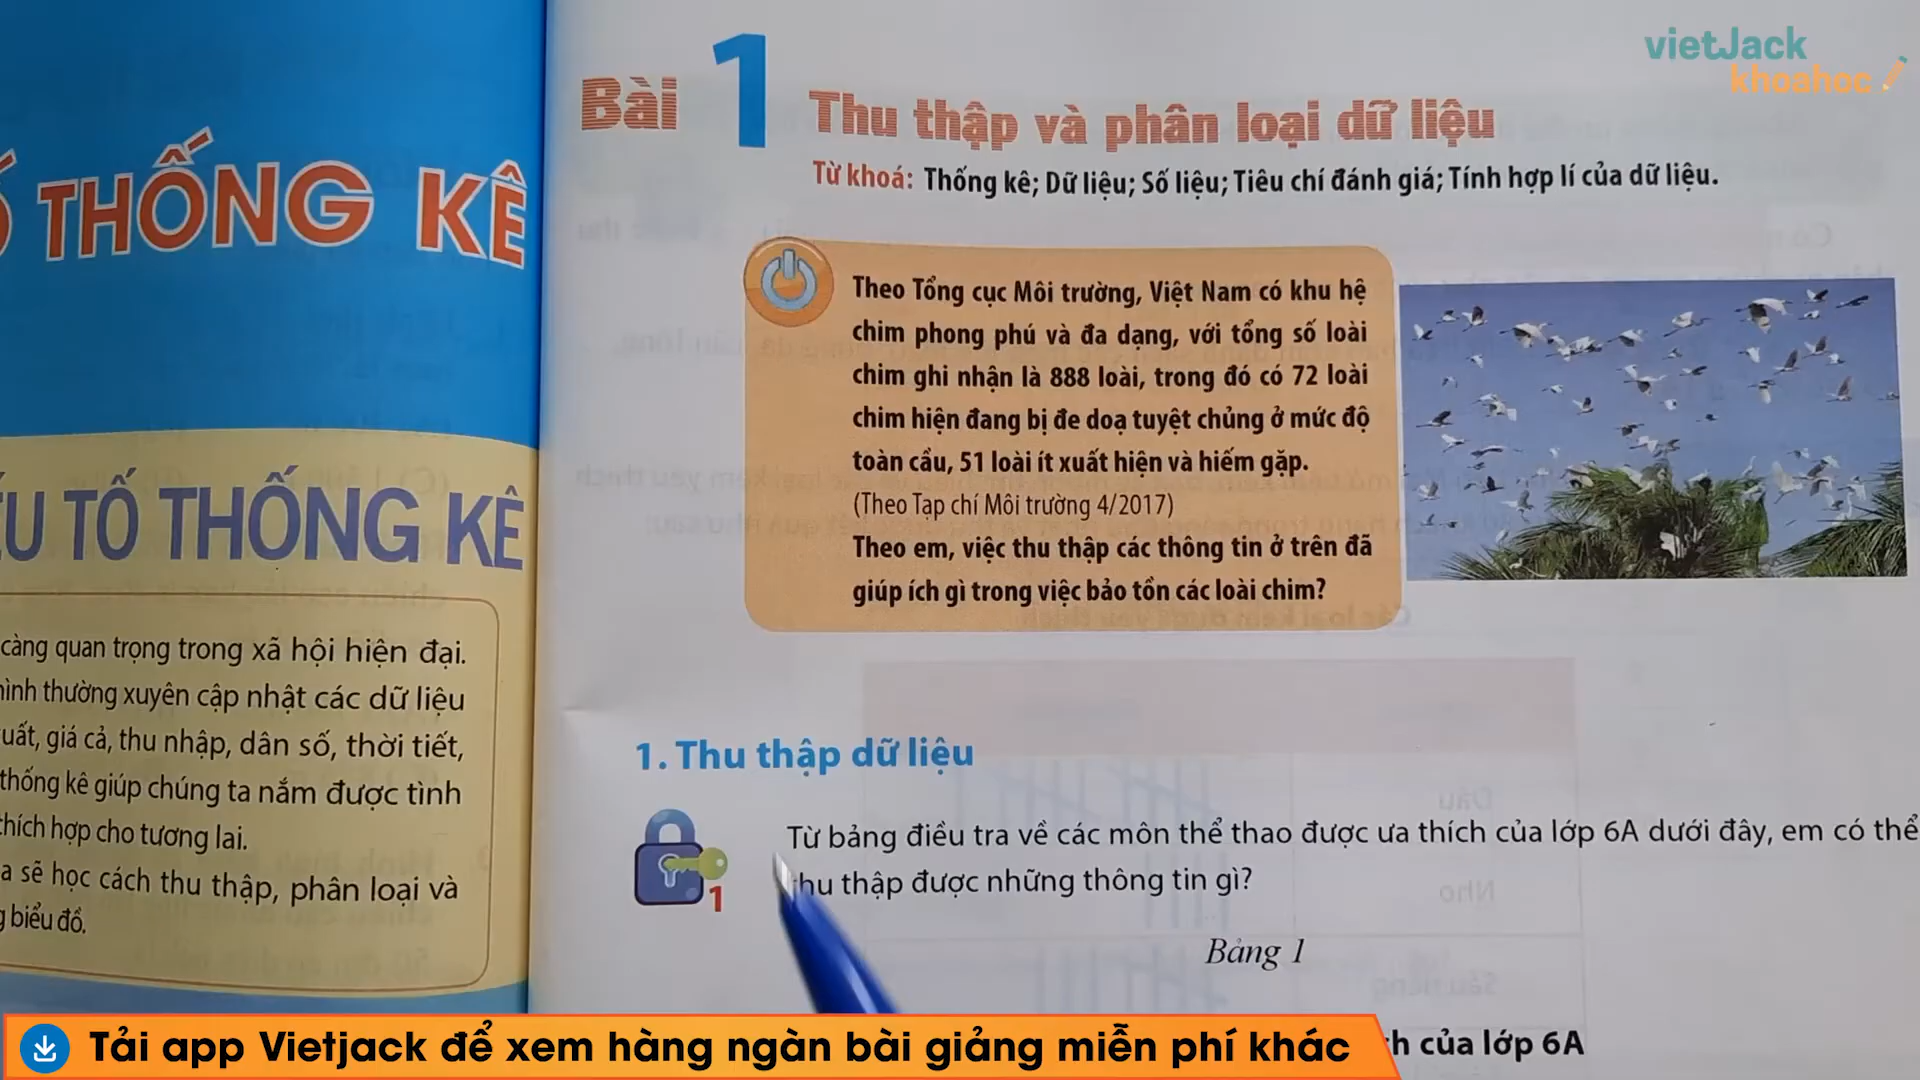 THỐNG KÊ
TỐ THỐNG KÊ
càng quan trọng trong xã hội hiện đại.
thường xuyên cập nhật các dữ liệu
giá cả, thu nhập, dân số, thời tiết,
thống kê giúp chúng ta nắm được tình
hợp cho tương lai.
sẽ học cách thu thập, phân loại và
biểu đồ.
vietJack
khoahoc
Bài 1 Thu thập và phân loại dữ liệu
Từ khoá: Thống kê; Dữ liệu; Số liệu; Tiêu chí đánh giá; Tính hợp lí của dữ liệu.
Theo Tổng cục Môi trường, Việt Nam có khu hệ
chim phong phú và đa dạng, với tổng số loài
chim ghi nhận là 888 loài, trong đó có 72 loài
chim hiện đang bị đe doạ tuyệt chủng ở mức độ
toàn cầu, 51 loài ít xuất hiện và hiếm gặp.
(Theo Tạp chí Môi trường 4/2017)
Theo em, việc thu thập các thông tin ở trên đã
giúp ích gì trong việc bảo tồn các loài chim?
1. Thu thập dữ liệu
1
Từ bảng điều tra về các môn thể thao được ưa thích của lớp 6A dưới đây, em có thể
thu thập được những thông tin gì?
Bảng 1
của lớp 6A
Tải app Vietjack để xem hàng ngàn bài giảng miễn phí khác